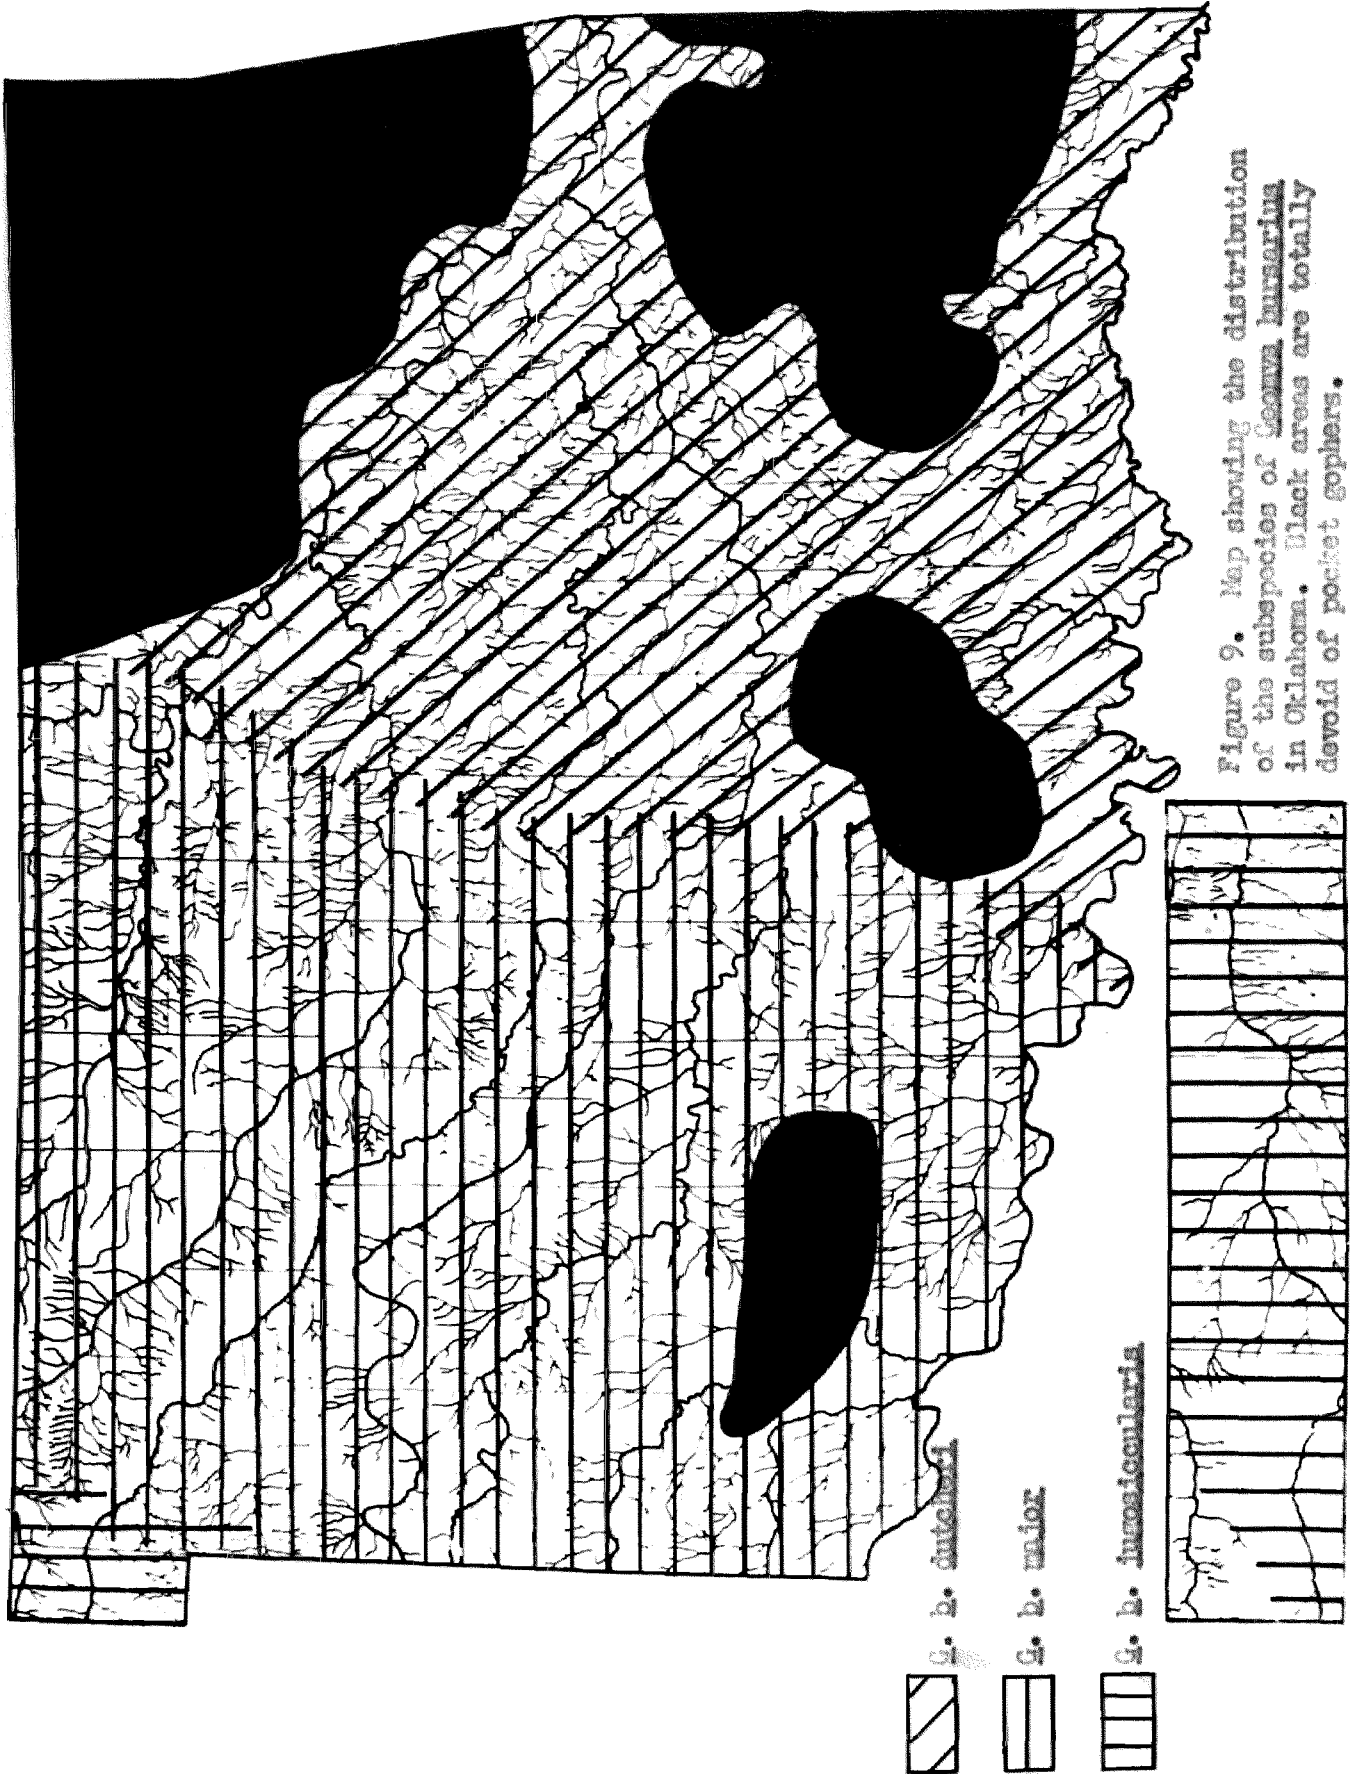 Figure 9. Map showing the distribution
of the subspecies of Geomys bursarius
in Oklahoma. Black areas are totally
devoid of pocket gophers.
G. b. dutcheri
G. b. major
G. b. jugosiccularis